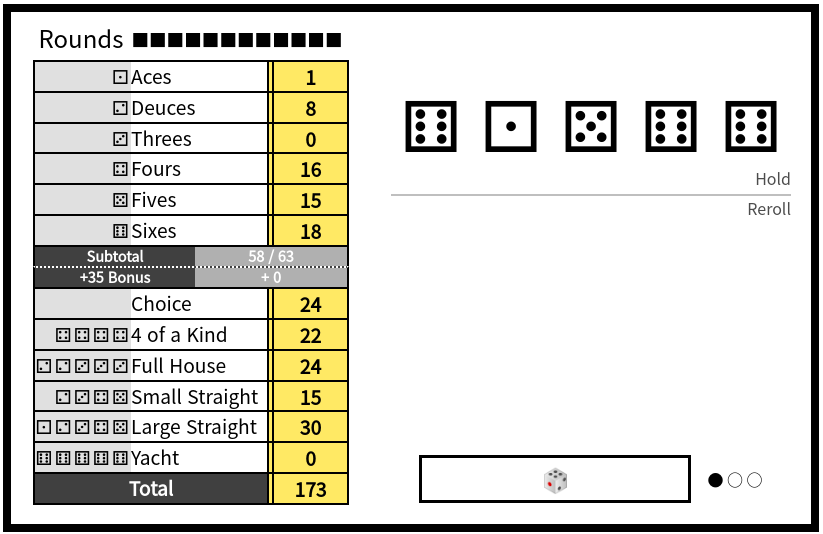 Rounds
Aces 1
Deuces 8
Threes 0
Fours 16
Fives 15
Sixes 18
Subtotal 58 / 63
+35 Bonus + 0
Choice 24
4 of a Kind 22
Full House 24
Small Straight 15
Large Straight 30
Yacht 0
Total 173
Hold
Reroll